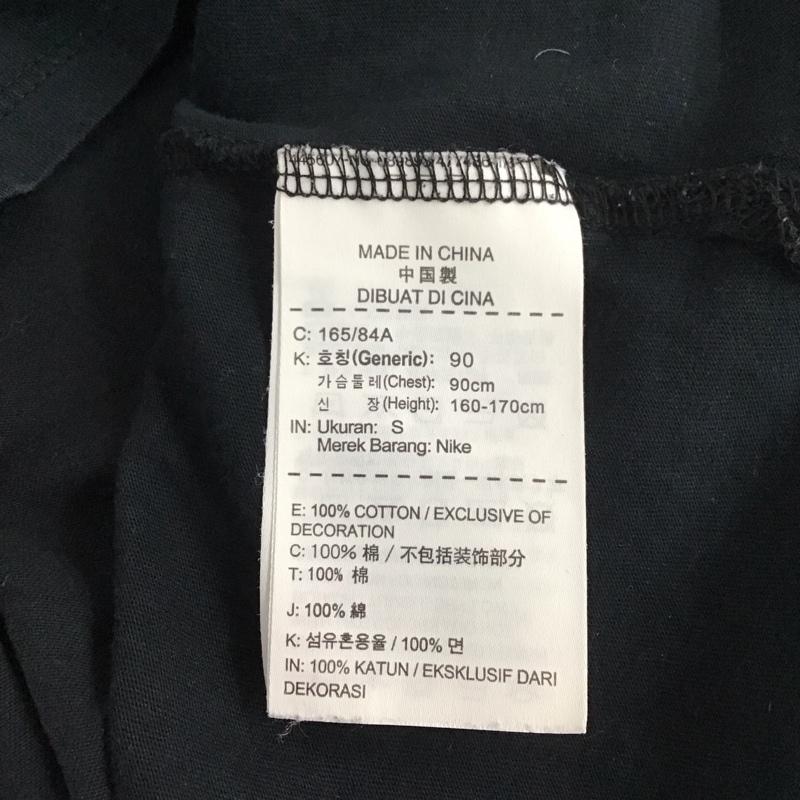 MADE IN CHINA
中国製
DIBUAT DI CINA
C: 165/84A
K: 호칭(Generic): 90
가슴둘레(Chest): 90cm
신 장(Height): 160-170cm
IN: Ukuran: S
Merek Barang: Nike
E: 100% COTTON / EXCLUSIVE OF
DECORATION
C: 100% 棉 / 不包括装饰部分
T: 100% 棉
J: 100% 綿
K: 섬유혼용율 / 100% 면
IN: 100% KATUN / EKSKLUSIF DARI
DEKORASI